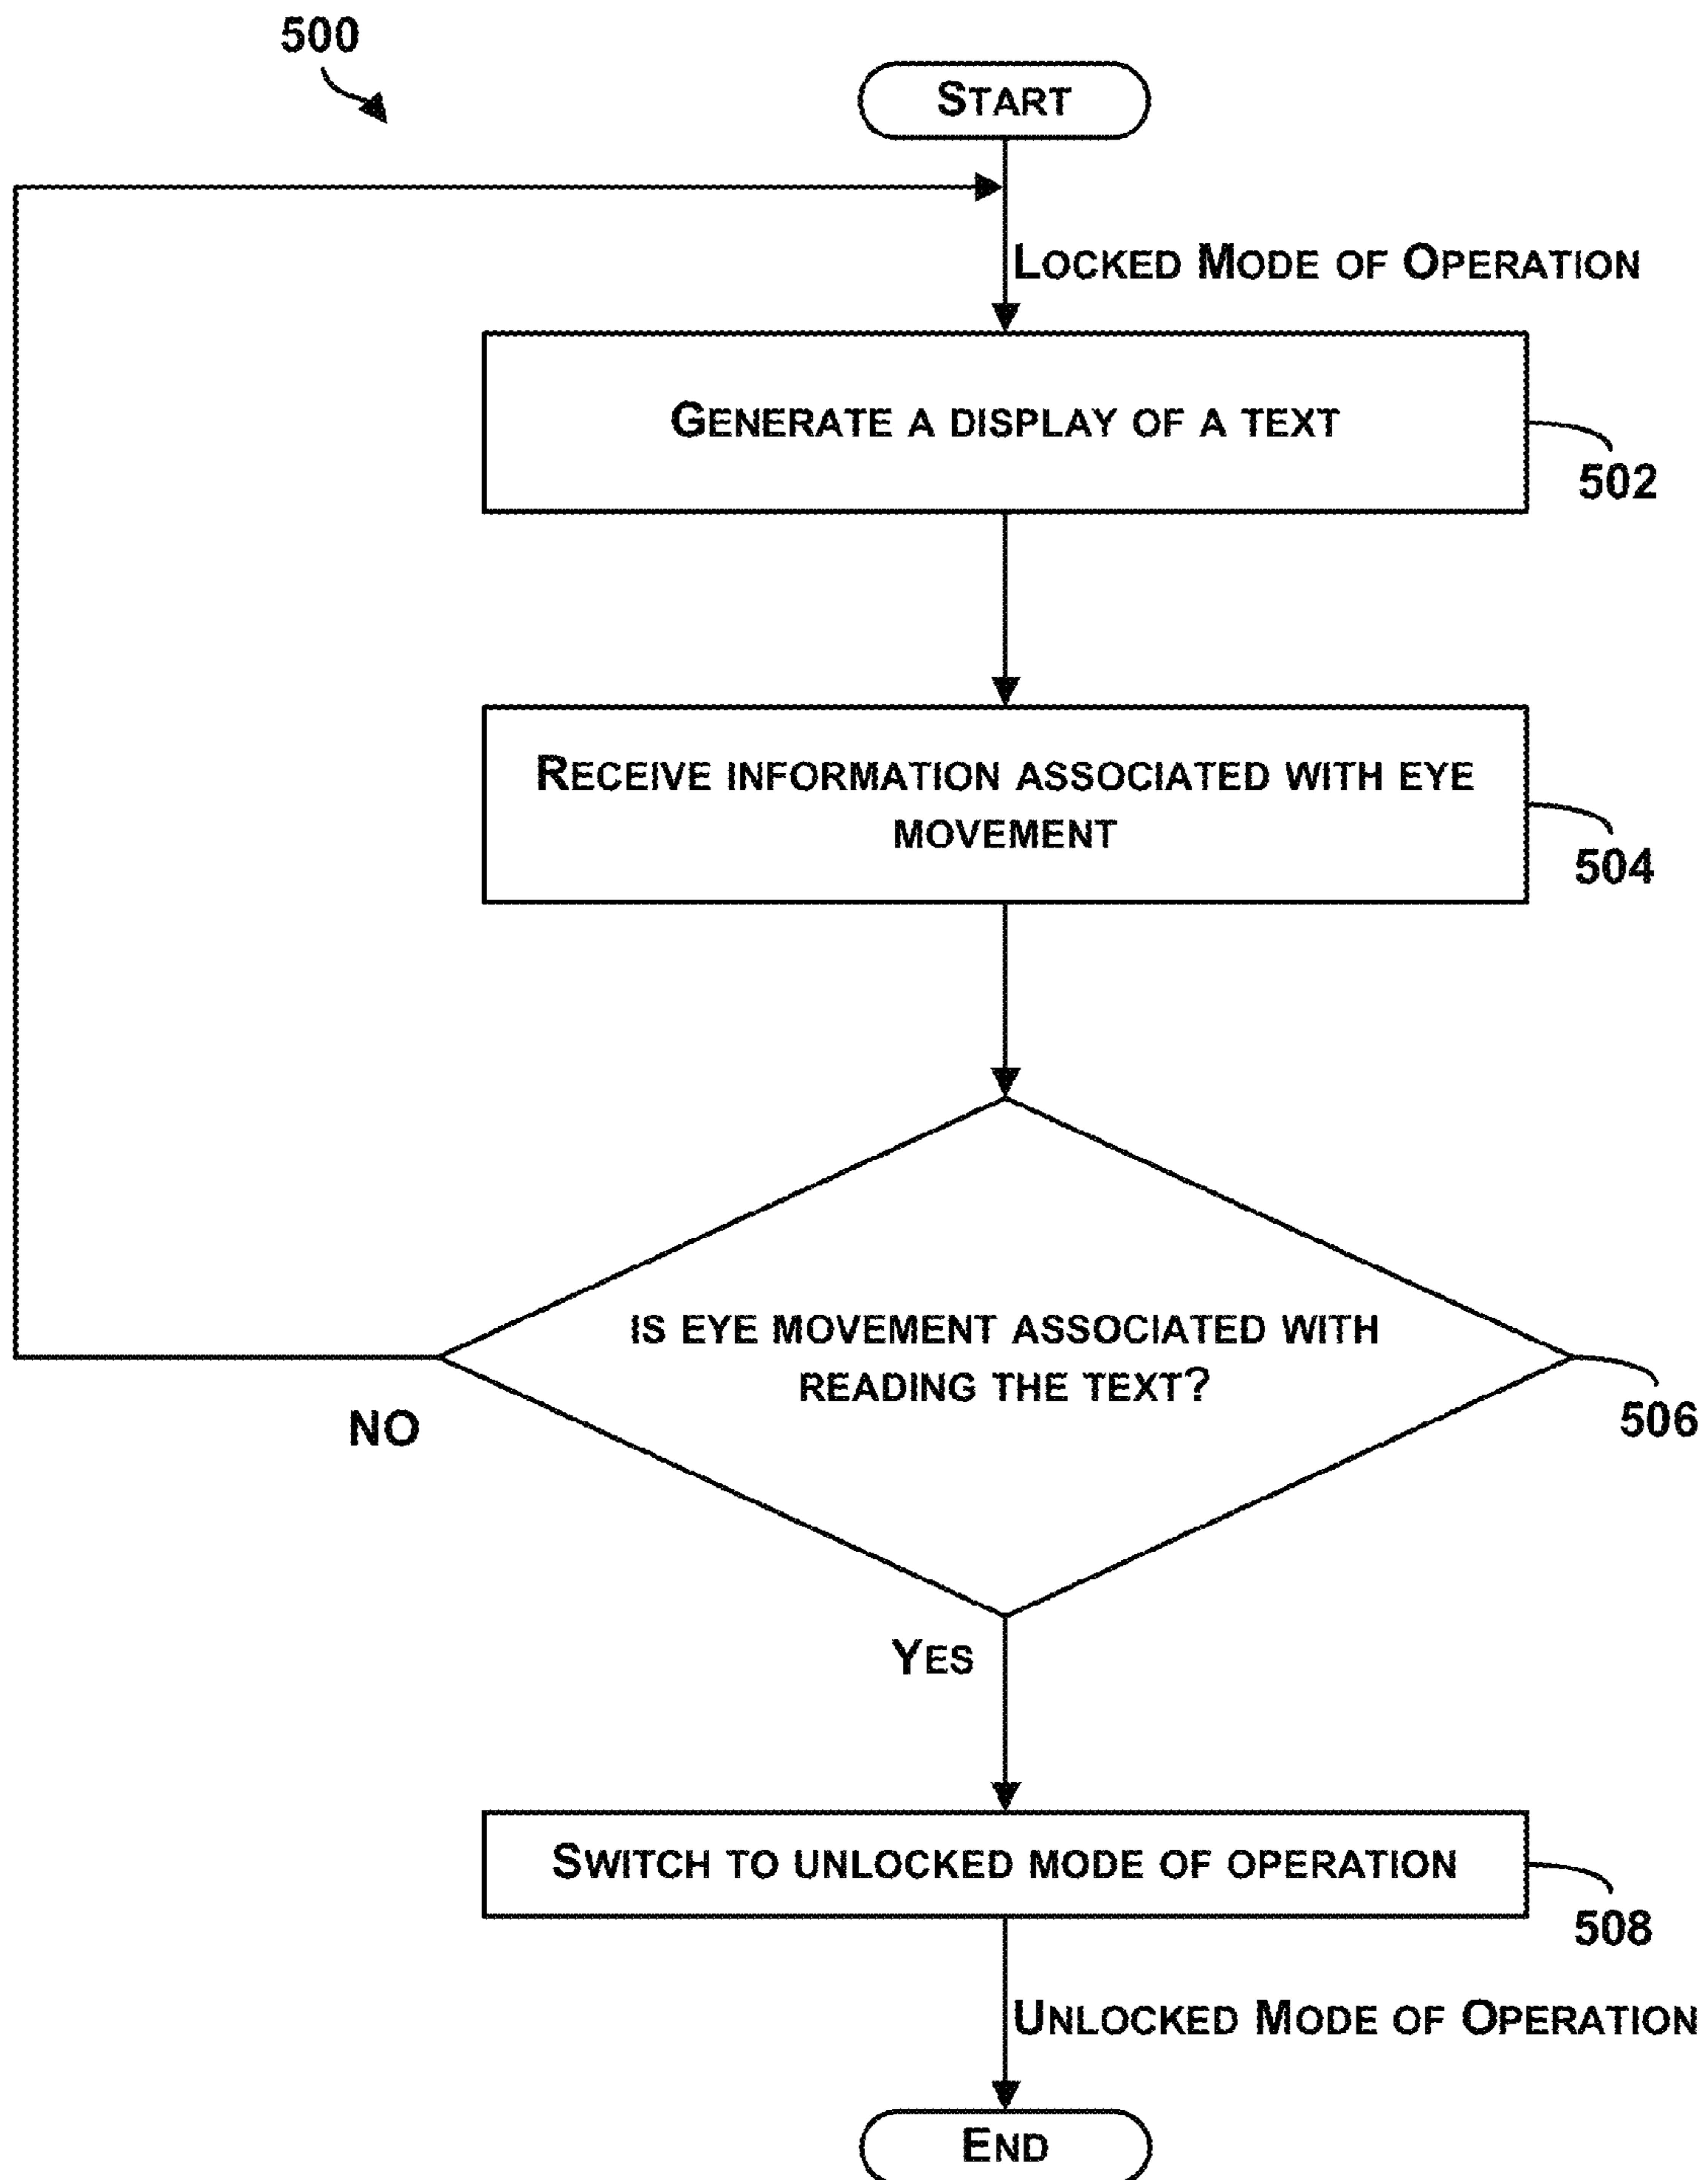 500
START
LOCKED MODE OF OPERATION
GENERATE A DISPLAY OF A TEXT
502
RECEIVE INFORMATION ASSOCIATED WITH EYE
MOVEMENT
504
IS EYE MOVEMENT ASSOCIATED WITH
READING THE TEXT?
506
NO
YES
SWITCH TO UNLOCKED MODE OF OPERATION
508
UNLOCKED MODE OF OPERATION
END